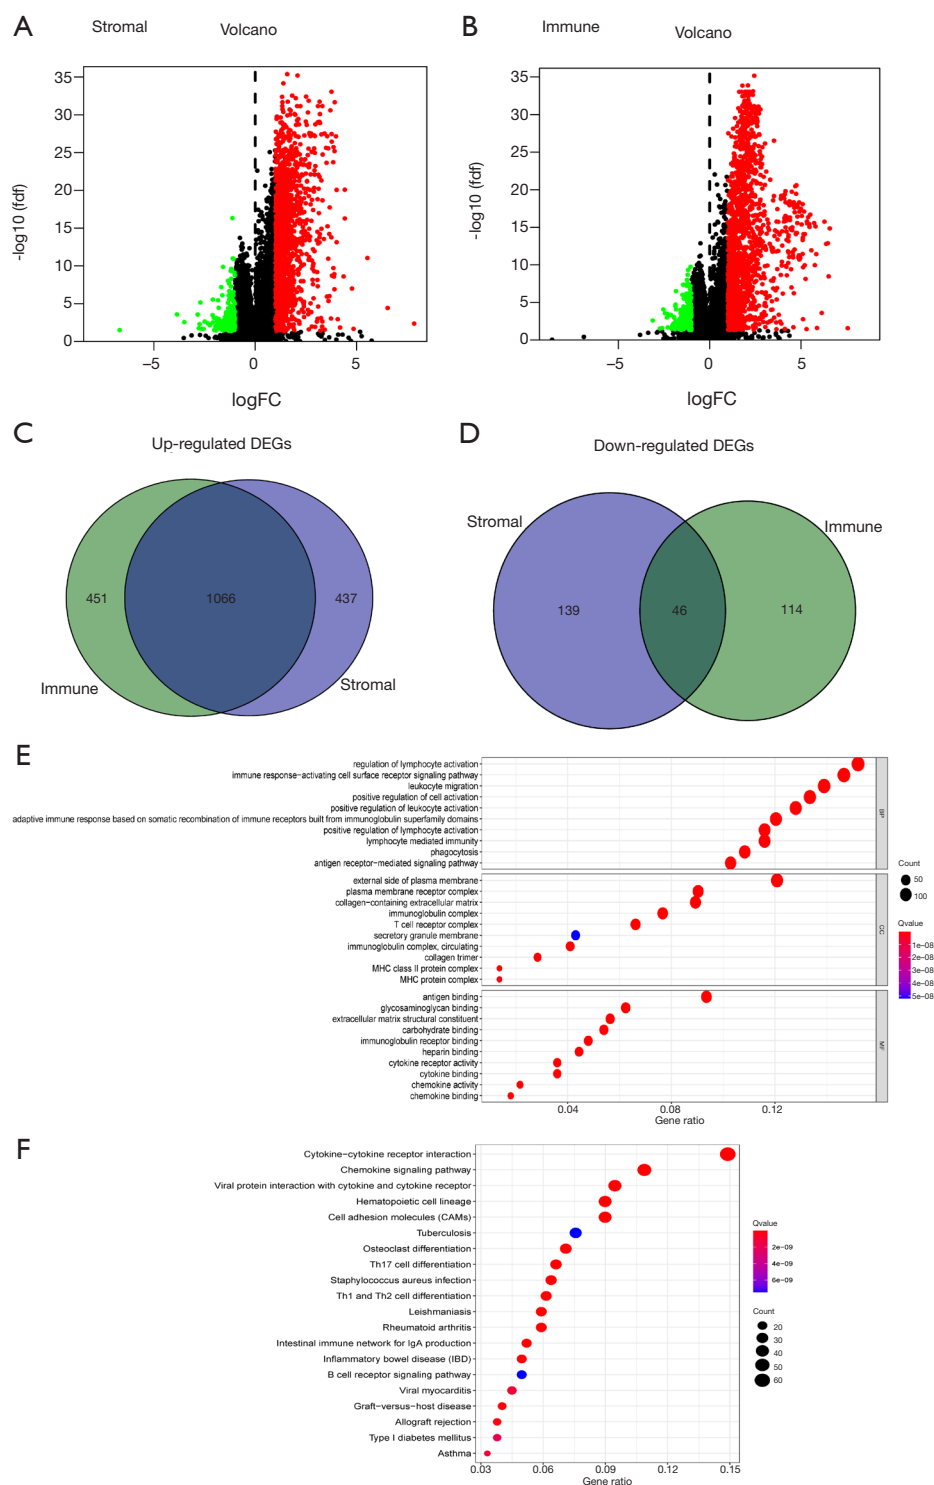 A
Stromal
Volcano
35
30
25
20
15
10
5
0
-log10 (fdf)
−5
0
5
logFC
B
Immune
Volcano
35
30
25
20
15
10
5
0
-log10 (fdf)
−5
0
5
logFC
C
Up-regulated DEGs
451
1066
437
Immune
Stromal
D
Down-regulated DEGs
Stromal
Immune
139
46
114
E
regulation of lymphocyte activation
immune response−activating cell surface receptor signaling pathway
leukocyte migration
positive regulation of cell activation
positive regulation of leukocyte activation
adaptive immune response based on somatic recombination of immune receptors built from immunoglobulin superfamily domains
positive regulation of lymphocyte activation
lymphocyte mediated immunity
phagocytosis
antigen receptor−mediated signaling pathway
BP
external side of plasma membrane
plasma membrane receptor complex
collagen−containing extracellular matrix
immunoglobulin complex
T cell receptor complex
secretory granule membrane
immunoglobulin complex, circulating
collagen trimer
MHC class II protein complex
MHC protein complex
CC
antigen binding
glycosaminoglycan binding
extracellular matrix structural constituent
carbohydrate binding
immunoglobulin receptor binding
heparin binding
cytokine receptor activity
cytokine binding
chemokine activity
chemokine binding
MF
0.04
0.08
0.12
Gene ratio
Count
50
100
Qvalue
1e−08
2e−08
3e−08
4e−08
5e−08
F
Cytokine−cytokine receptor interaction
Chemokine signaling pathway
Viral protein interaction with cytokine and cytokine receptor
Hematopoietic cell lineage
Cell adhesion molecules (CAMs)
Tuberculosis
Osteoclast differentiation
Th17 cell differentiation
Staphylococcus aureus infection
Th1 and Th2 cell differentiation
Leishmaniasis
Rheumatoid arthritis
Intestinal immune network for IgA production
Inflammatory bowel disease (IBD)
B cell receptor signaling pathway
Viral myocarditis
Graft−versus−host disease
Allograft rejection
Type I diabetes mellitus
Asthma
0.03
0.06
0.09
0.12
0.15
Gene ratio
Qvalue
2e−09
4e−09
6e−09
Count
20
30
40
50
60